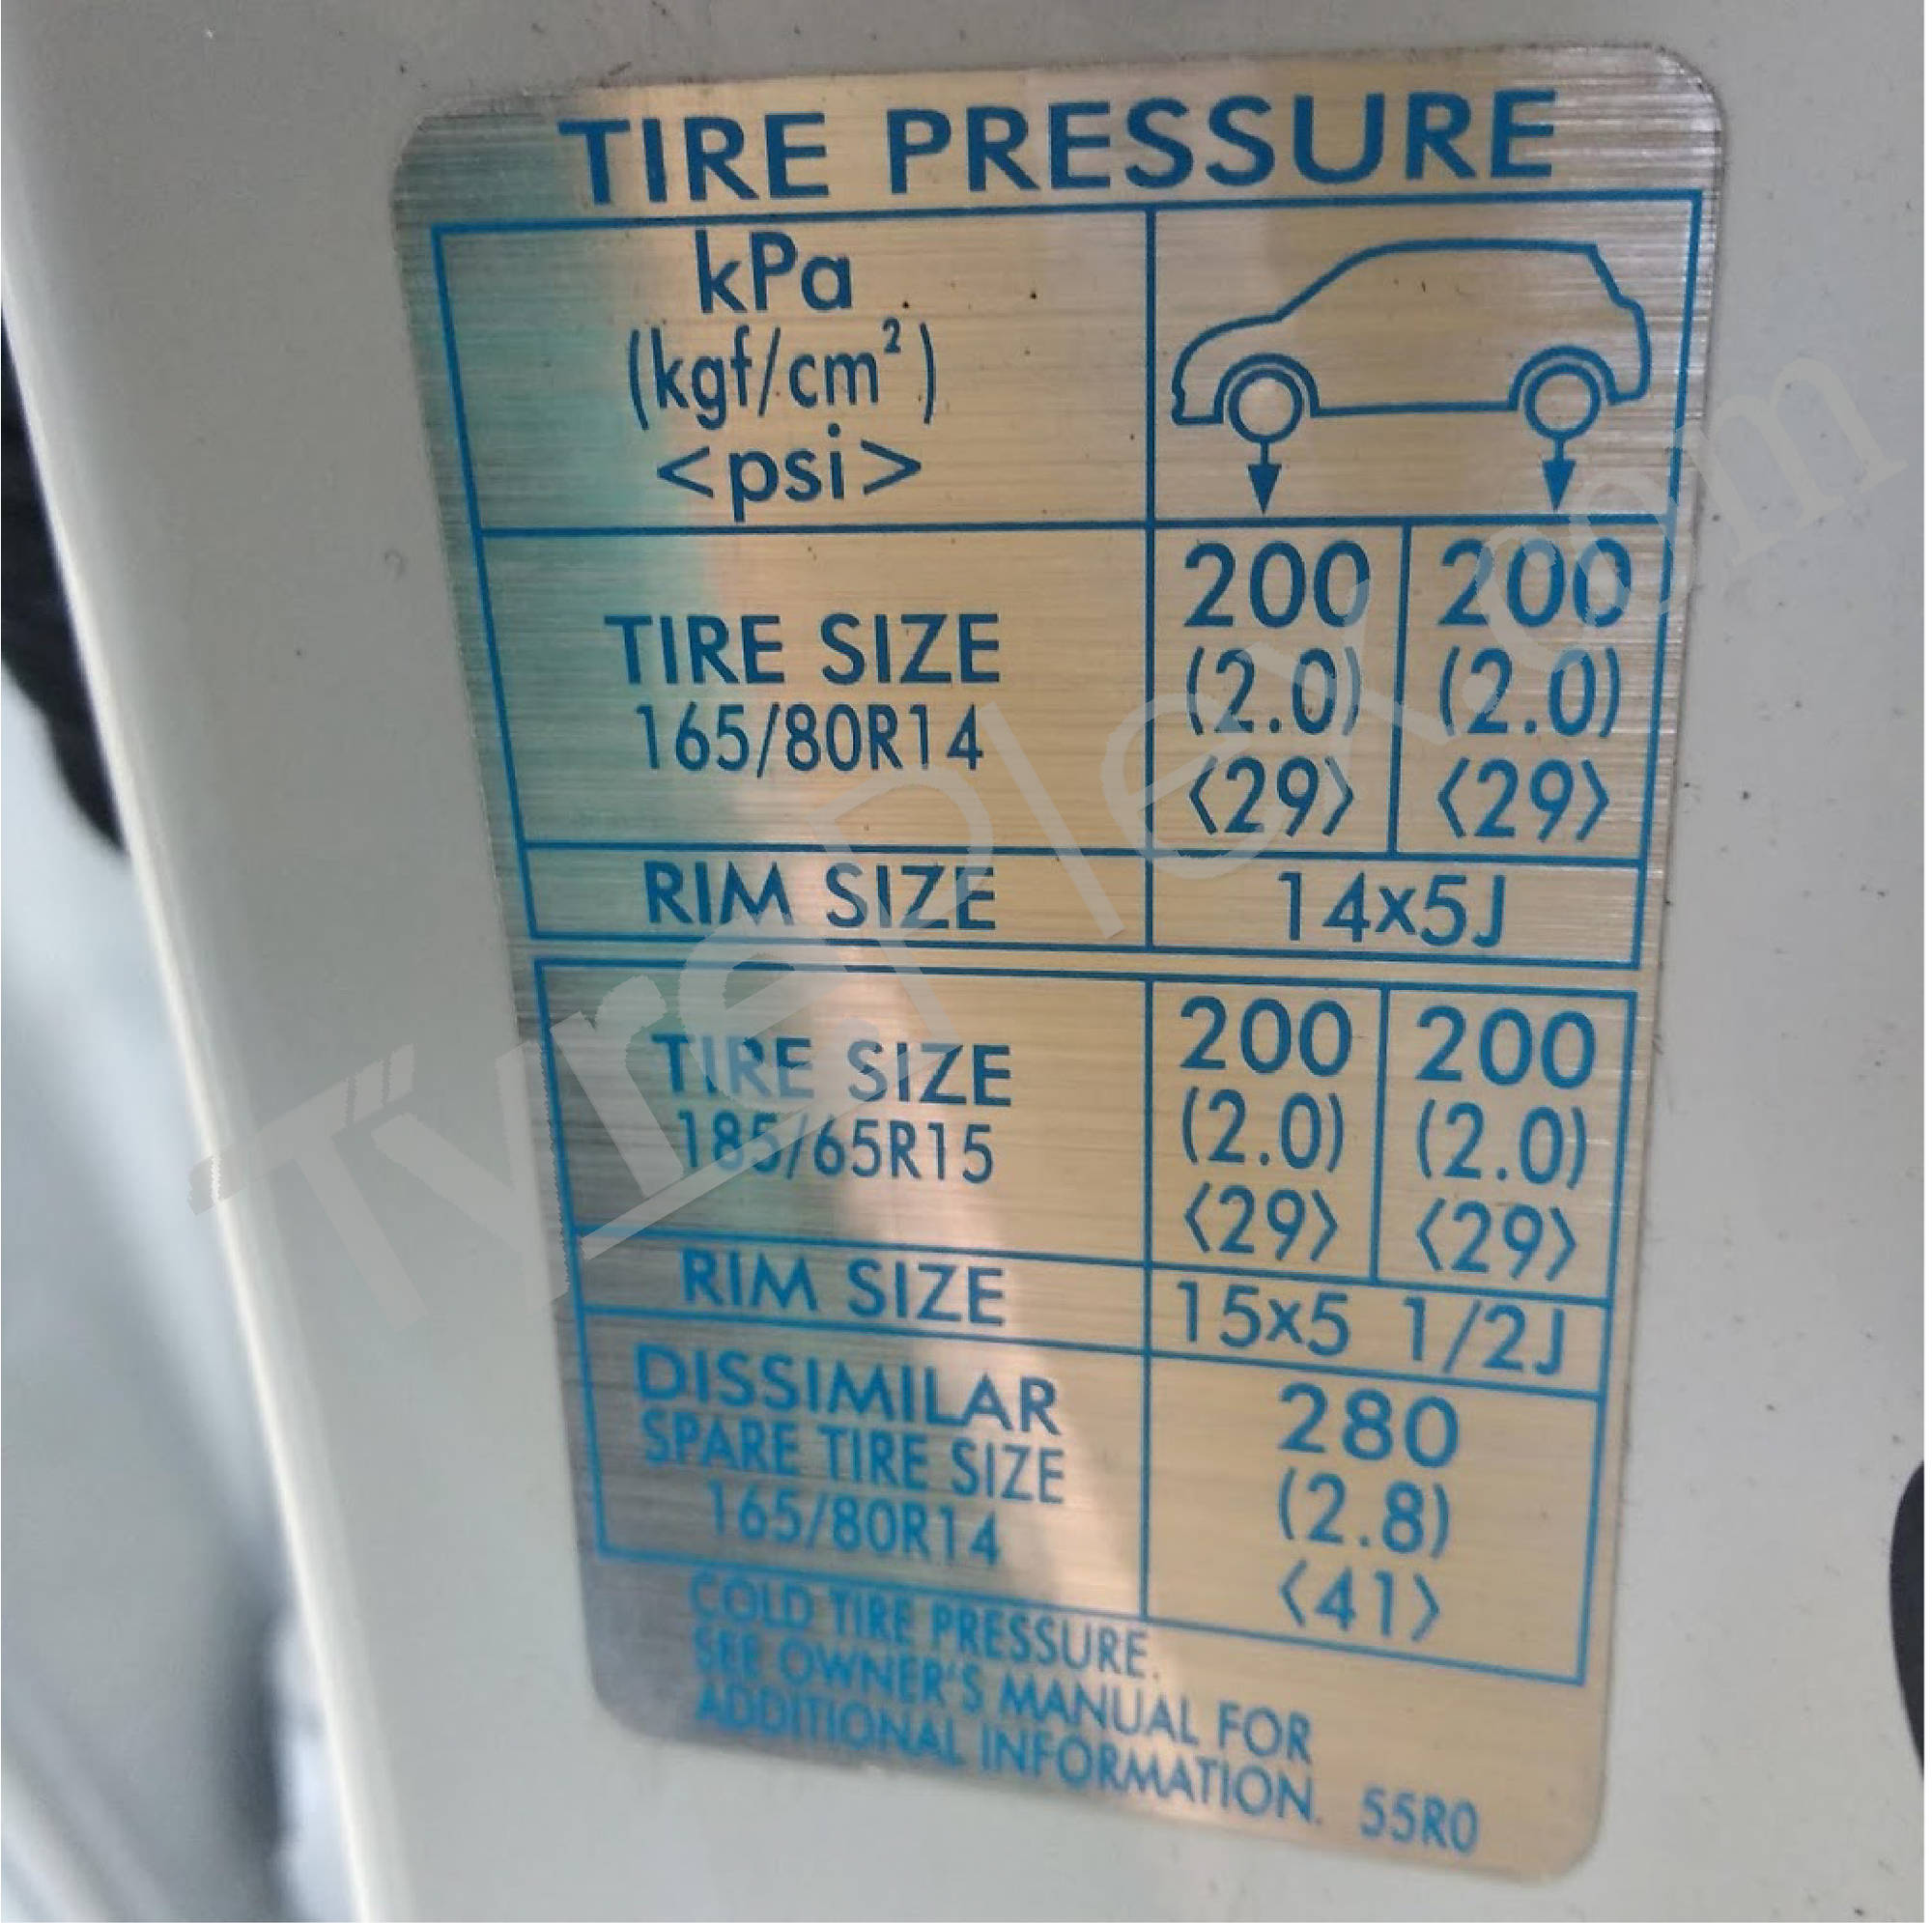 TIRE PRESSURE
kPa
(kgf/cm²)
<psi>
TIRE SIZE
165/80R14
200 200
(2.0) (2.0)
〈29〉 〈29〉
RIM SIZE 14x5J
TIRE SIZE
185/65R15
200 200
(2.0) (2.0)
〈29〉 〈29〉
RIM SIZE 15x5 1/2J
DISSIMILAR
SPARE TIRE SIZE
165/80R14
280
(2.8)
〈41〉
COLD TIRE PRESSURE.
SEE OWNER'S MANUAL FOR
ADDITIONAL INFORMATION. 55R0
TyrePlex.com